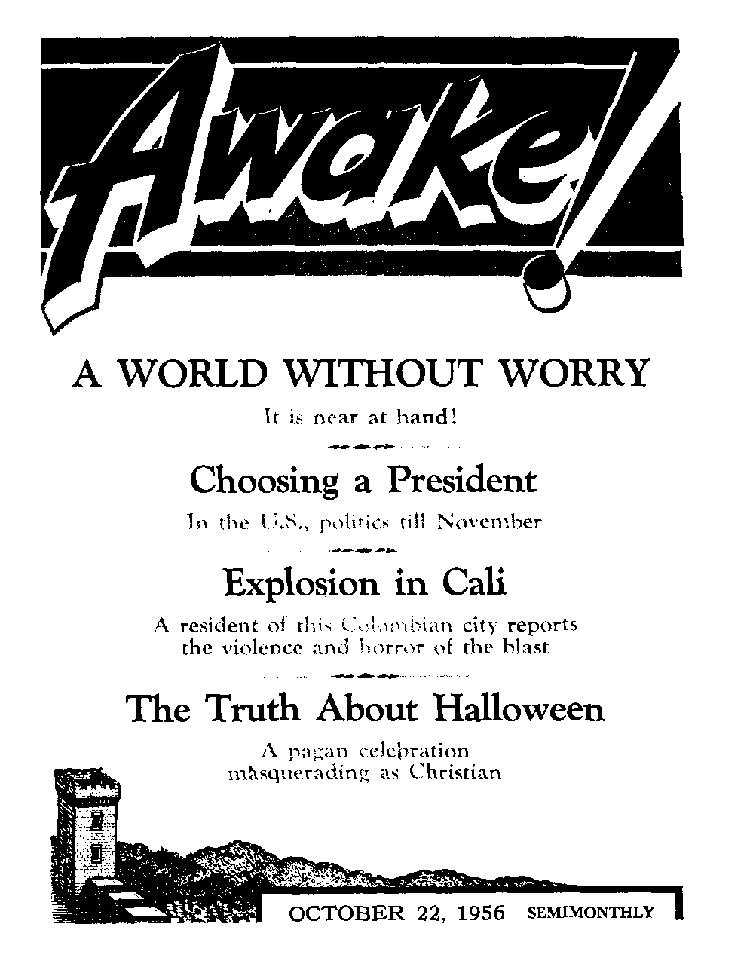 Awake!
A WORLD WITHOUT WORRY
It is near at hand!
Choosing a President
In the U.S., politics till November
Explosion in Cali
A resident of this Colombian city reports
the violence and horror of the blast
The Truth About Halloween
A pagan celebration
masquerading as Christian
OCTOBER 22, 1956 SEMIMONTHLY